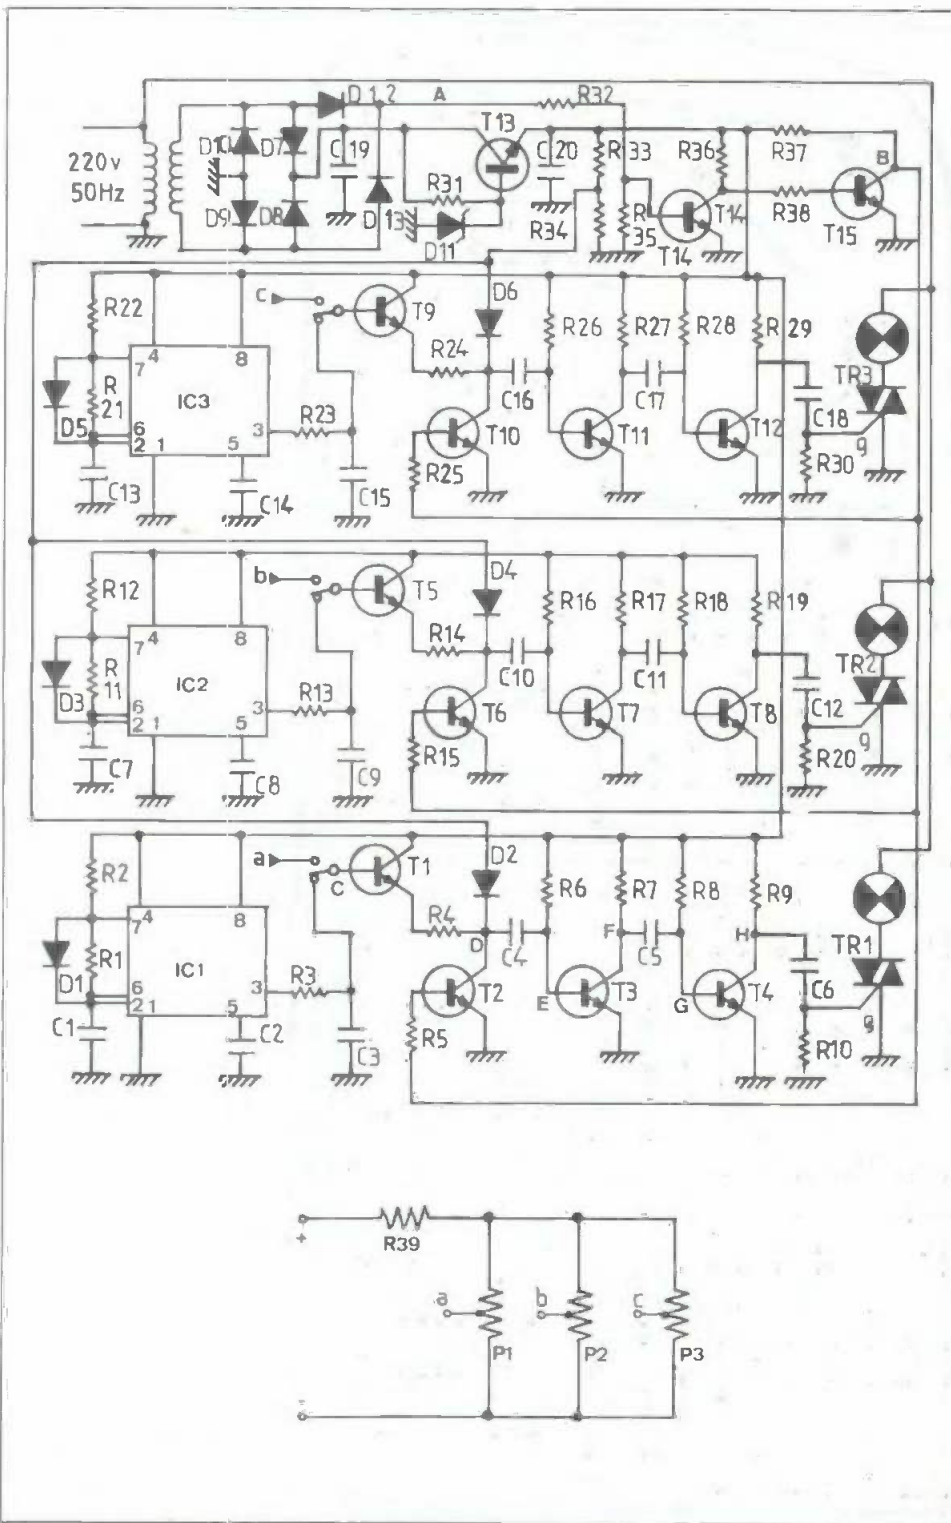 D12 A R32
T13
220v
50Hz
D10 D7 C19 C20 R33 R36 R37 B
R31 R38
D9 D8 D13 R34 R35 T14 T15
D11 T14
D6
R22 c T9 R26 R27 R28 R29
4 8 R24
7 TR3
R21 IC3 C16 C17 C18
D5 6 R23
2 1 5 3 T10 T11 T12 g
C13 C14 C15 R25 R30
D4
R12 b T5 R16 R17 R18 R19
4 8 R14
7 TR2
R11 IC2 C10 C11 C12
D3 6 R13
2 1 5 3 T6 T7 T8 g
C7 C8 C9 R15 R20
D2
R2 a C T1 R6 R7 R8 R9
4 8 R4
7 D C4 F C5 H TR1
R1 IC1 C6
D1 6 R3
2 1 5 3 T2 E T3 G T4 g
C1 C2 C3 R5 R10
+ R39
a b c
P1 P2 P3
-